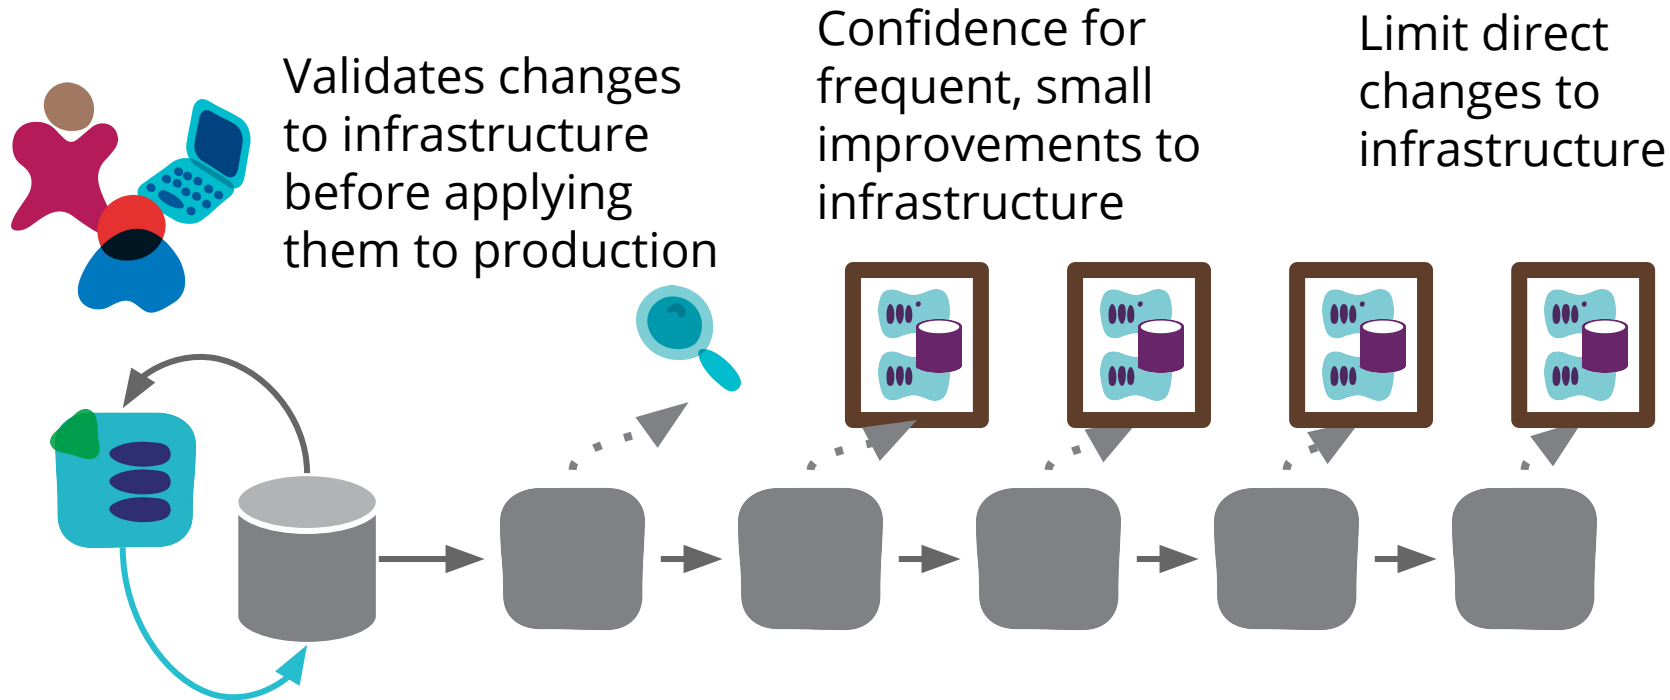 Validates changes
to infrastructure
before applying
them to production
Confidence for
frequent, small
improvements to
infrastructure
Limit direct
changes to
infrastructure